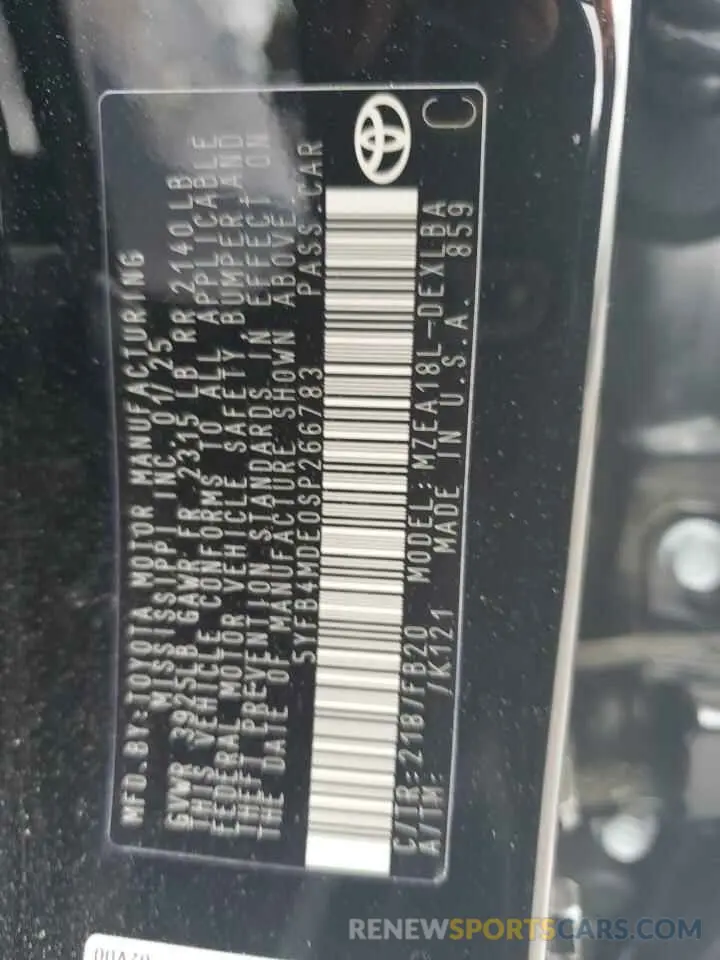 MFD.BY:TOYOTA MOTOR MANUFACTURING
MISSISSIPPI INC 01/25
GVWR 3925LB GAWR FR 2315 LB RR 2140LB
THIS VEHICLE CONFORMS TO ALL APPLICABLE
FEDERAL MOTOR VEHICLE SAFETY, BUMPER,AND
THEFT PREVENTION STANDARDS IN EFFECT ON
THE DATE OF MANUFACTURE SHOWN ABOVE.
5YFB4MDE0SP266783 PASS.CAR
C/TR:218/FB20 MODEL:MZEA18L-DEXLBA
A/TM: /K121 MADE IN U.S.A. 859
C
RENEWSPORTSCARS.COM